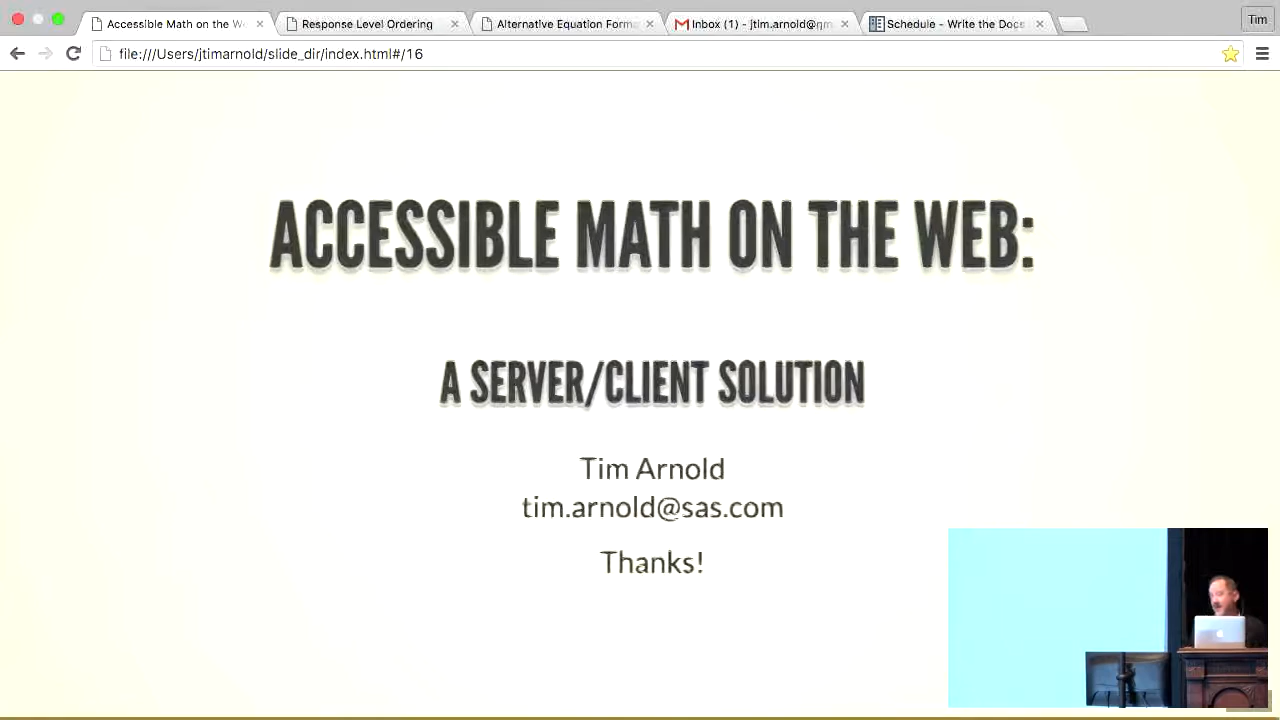 Accessible Math on the W
Response Level Ordering
Alternative Equation Forma
Inbox (1) - jtim.arnold@gm
Schedule - Write the Docs
Tim
file:///Users/jtimarnold/slide_dir/index.html#/16
ACCESSIBLE MATH ON THE WEB:
A SERVER/CLIENT SOLUTION
Tim Arnold
tim.arnold@sas.com
Thanks!